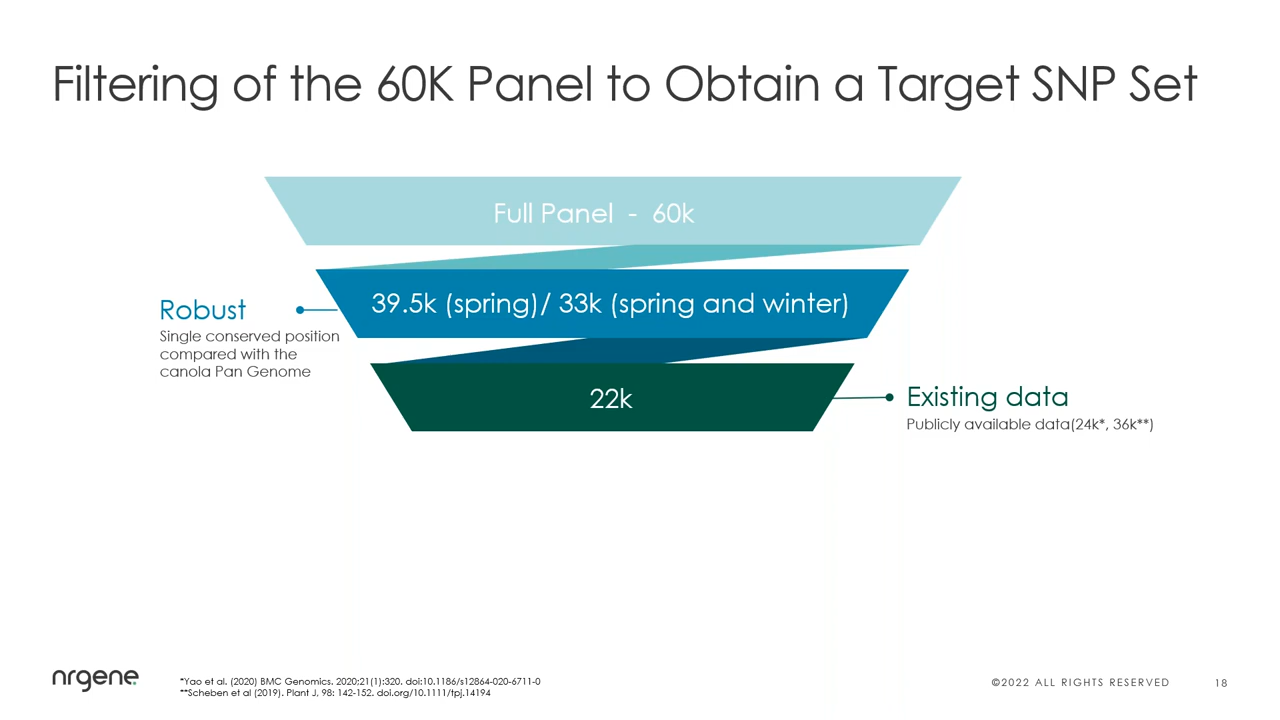 Filtering of the 60K Panel to Obtain a Target SNP Set
Full Panel - 60k
39.5k (spring)/ 33k (spring and winter)
Robust
Single conserved position
compared with the
canola Pan Genome
22k
Existing data
Publicly available data(24k*, 36k**)
nrgene
*Yao et al. (2020) BMC Genomics. 2020;21(1):320. doi:10.1186/s12864-020-6711-0
**Scheben et al (2019). Plant J, 98: 142-152. doi.org/10.1111/tpj.14194
©2022 ALL RIGHTS RESERVED
18